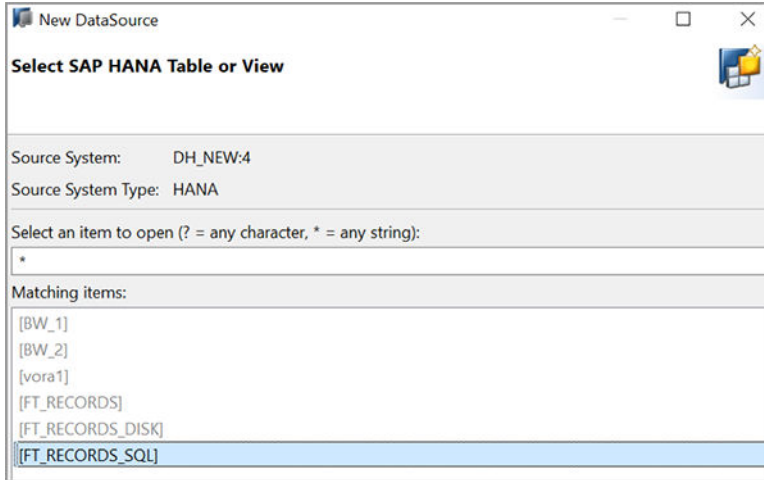 New DataSource
Select SAP HANA Table or View
Source System: DH_NEW:4
Source System Type: HANA
Select an item to open (? = any character, * = any string):
*
Matching items:
[BW_1]
[BW_2]
[vora1]
[FT_RECORDS]
[FT_RECORDS_DISK]
[FT_RECORDS_SQL]